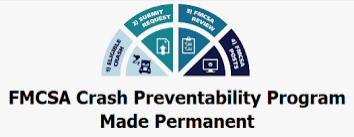 1) ELIGIBLE CRASH
2) SUBMIT REQUEST
3) FMCSA REVIEW
4) FMCSA POSTS
FMCSA Crash Preventability Program
Made Permanent